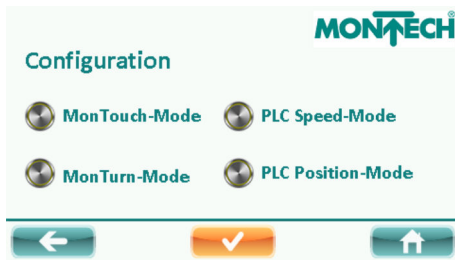 MONTECH®
Configuration
MonTouch-Mode PLC Speed-Mode
MonTurn-Mode PLC Position-Mode